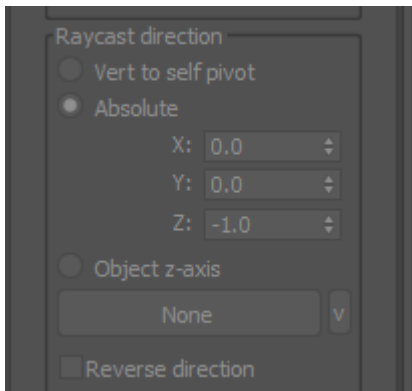 Raycast direction
Vert to self pivot
Absolute
X: 0.0
Y: 0.0
Z: -1.0
Object z-axis
None v
Reverse direction